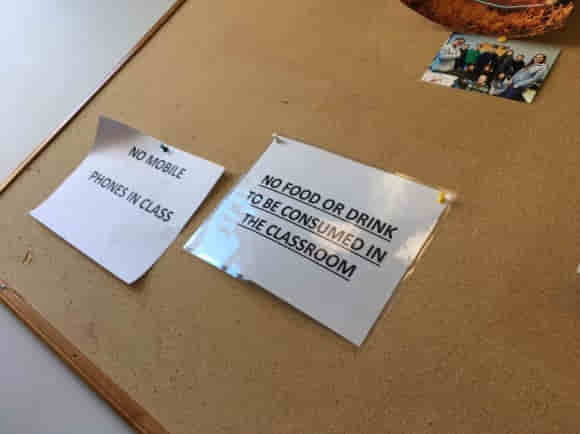 NO MOBILE
PHONES IN CLASS
NO FOOD OR DRINK
TO BE CONSUMED IN
THE CLASSROOM